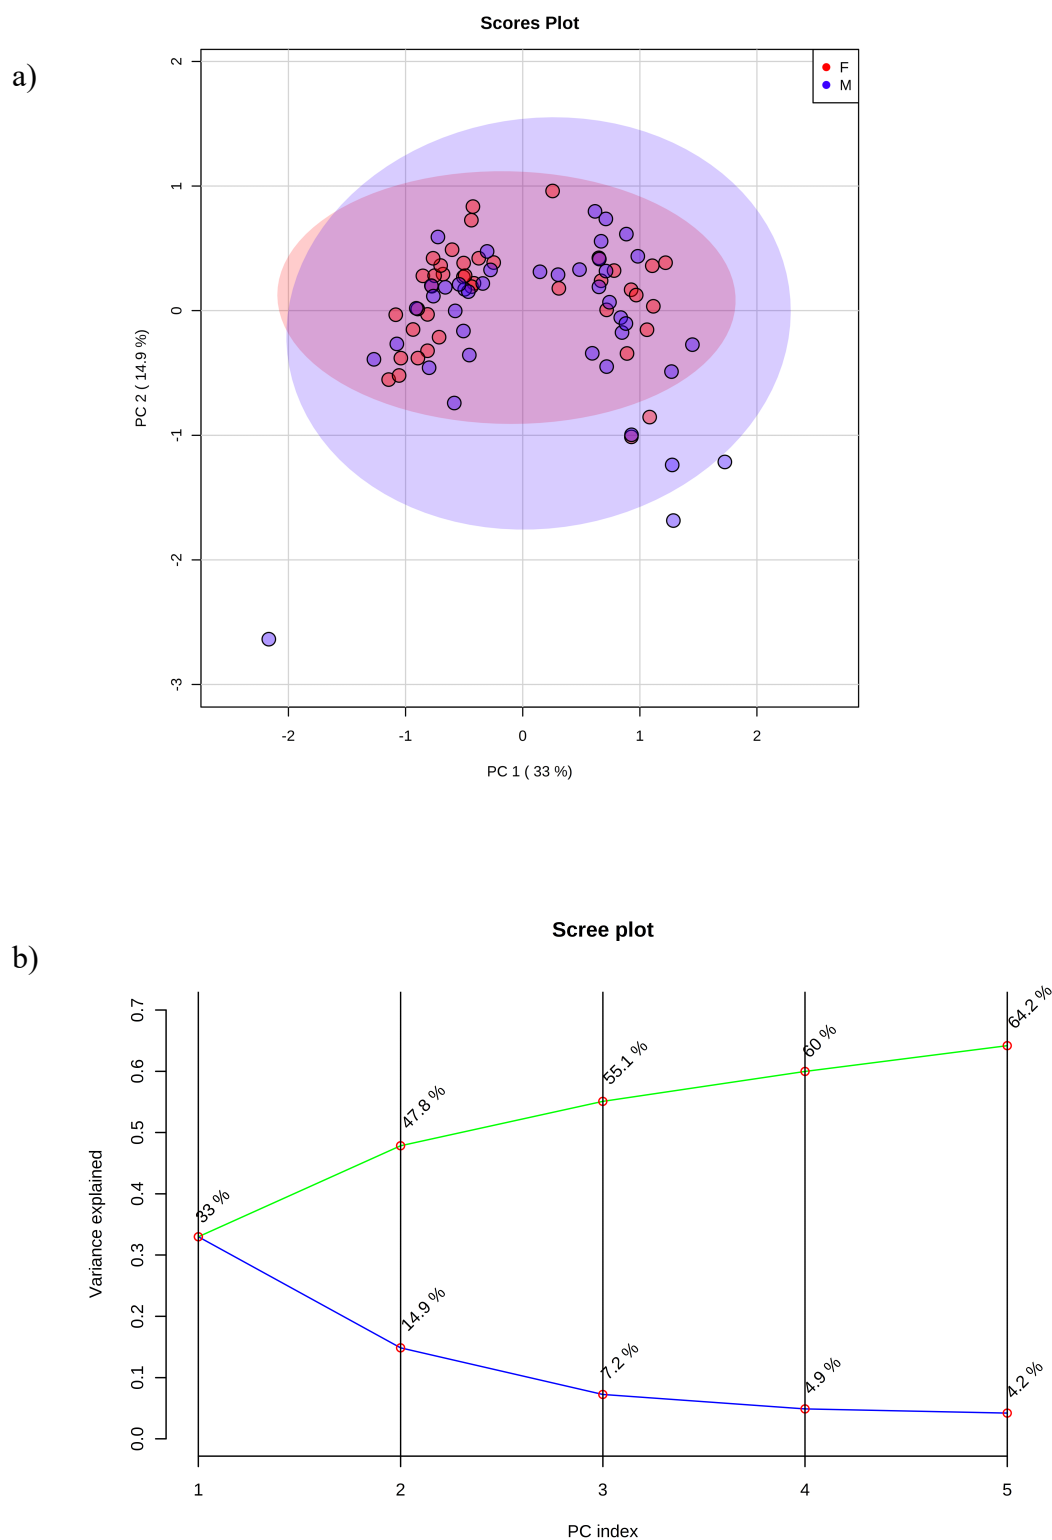 Scores Plot
a)
F
M
2
1
0
-1
-2
-3
PC 2 ( 14.9 %)
-2 -1 0 1 2
PC 1 ( 33 %)
Scree plot
b)
0.7
0.6
0.5
0.4
0.3
0.2
0.1
0.0
Variance explained
33 %
47.8 %
55.1 %
60 %
64.2 %
14.9 %
7.2 %
4.9 %
4.2 %
1 2 3 4 5
PC index